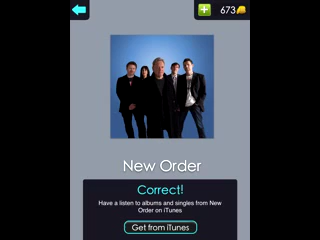 673
New Order
Correct!
Have a listen to albums and singles from New
Order on iTunes
Get from iTunes